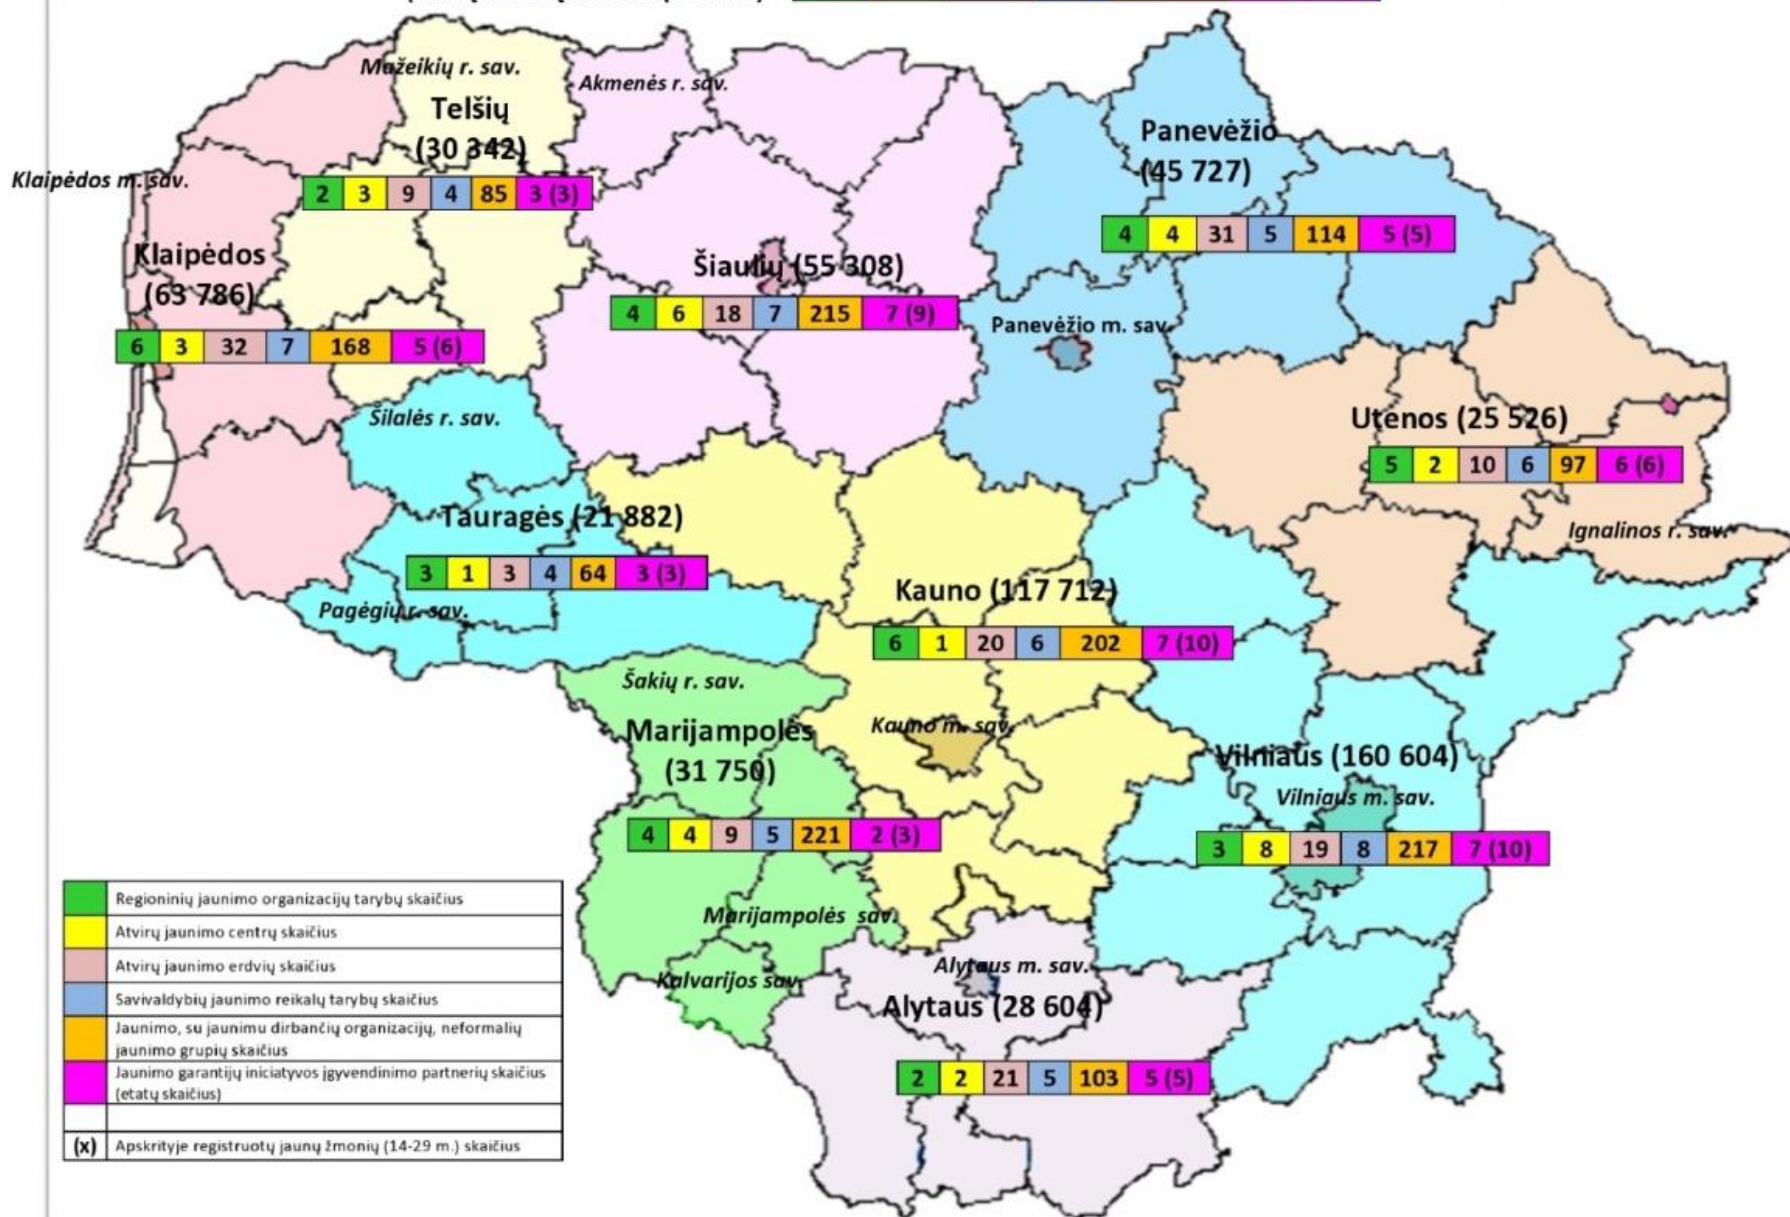 Mažeikių r. sav.
Telšių
(30 342)
2 3 9 4 85 3 (3)
Akmenės r. sav.
Panevėžio
(45 727)
4 4 31 5 114 5 (5)
Klaipėdos m. sav.
Klaipėdos
(63 786)
6 3 32 7 168 5 (6)
Šiaulių (55 308)
4 6 18 7 215 7 (9)
Panevėžio m. sav.
Utenos (25 526)
5 2 10 6 97 6 (6)
Ignalinos r. sav.
Šilalės r. sav.
Tauragės (21 882)
3 1 3 4 64 3 (3)
Pagėgių r. sav.
Kauno (117 712)
6 1 20 6 202 7 (10)
Kauno m. sav.
Šakių r. sav.
Marijampolės
(31 750)
4 4 9 5 221 2 (3)
Marijampolės sav.
Kalvarijos sav.
Vilniaus (160 604)
Vilniaus m. sav.
3 8 19 8 217 7 (10)
Alytaus m. sav.
Alytaus (28 604)
2 2 21 5 103 5 (5)
Regioninių jaunimo organizacijų tarybų skaičius
Atvirų jaunimo centrų skaičius
Atvirų jaunimo erdvių skaičius
Savivaldybių jaunimo reikalų tarybų skaičius
Jaunimo, su jaunimu dirbančių organizacijų, neformalių
jaunimo grupių skaičius
Jaunimo garantijų iniciatyvos įgyvendinimo partnerių skaičius
(etatų skaičius)
(x) Apskrityje registruotų jaunų žmonių (14-29 m.) skaičius